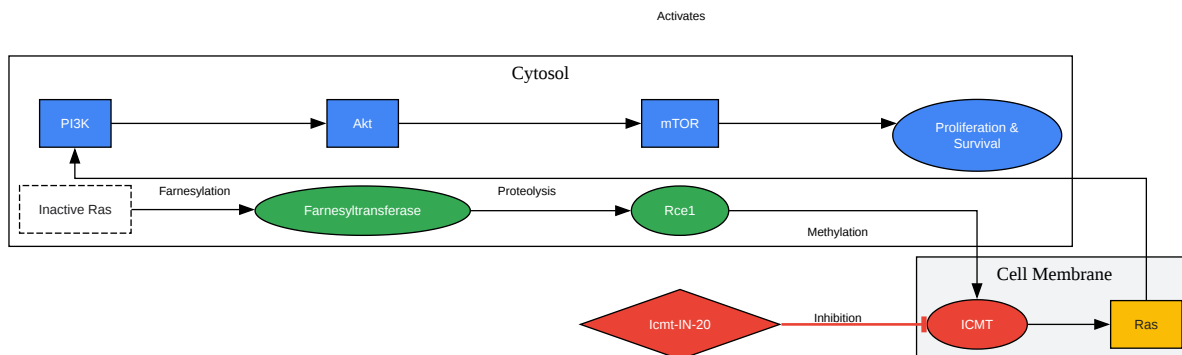 Activates
Cytosol
PI3K
Akt
mTOR
Proliferation &
Survival
Inactive Ras
Farnesylation
Farnesyltransferase
Proteolysis
Rce1
Methylation
Cell Membrane
Icmt-IN-20
Inhibition
ICMT
Ras